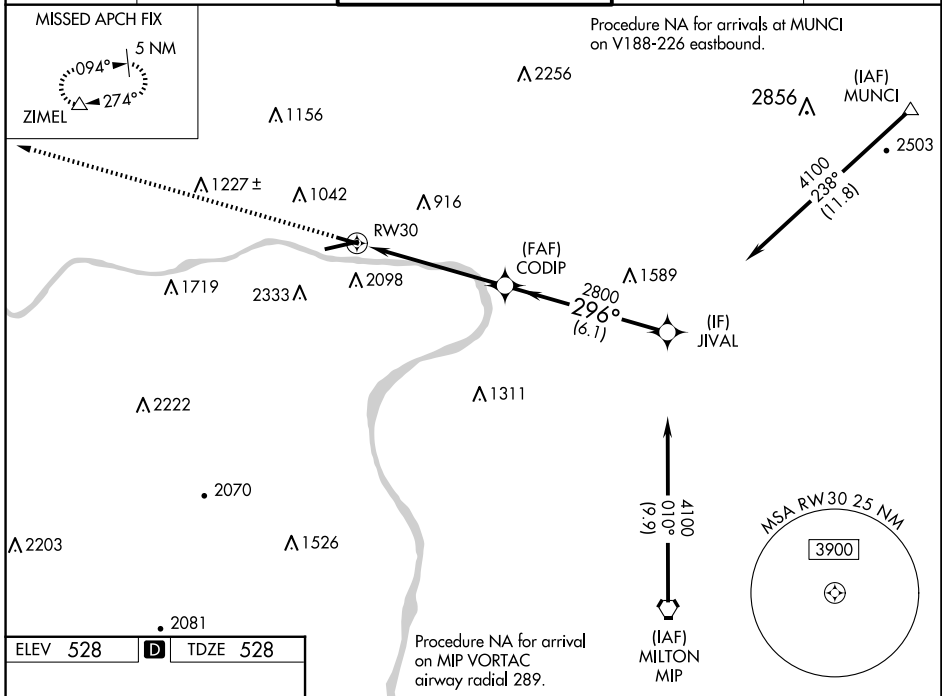 MISSED APCH FIX
5 NM
094°
274°
ZIMEL
Procedure NA for arrivals at MUNCI
on V188-226 eastbound.
2256
(IAF)
MUNCI
2856
2503
1156
4100
238°
(11.8)
1227 ±
1042
916
RW30
(FAF)
CODIP
1589
2800
296°
(6.1)
(IF)
JIVAL
1719
2333
2098
1311
2222
2070
4100
010°
(9.9)
MSA RW30 25 NM
3900
2203
1526
2081
(IAF)
MILTON
MIP
Procedure NA for arrival
on MIP VORTAC
airway radial 289.
ELEV 528 D TDZE 528